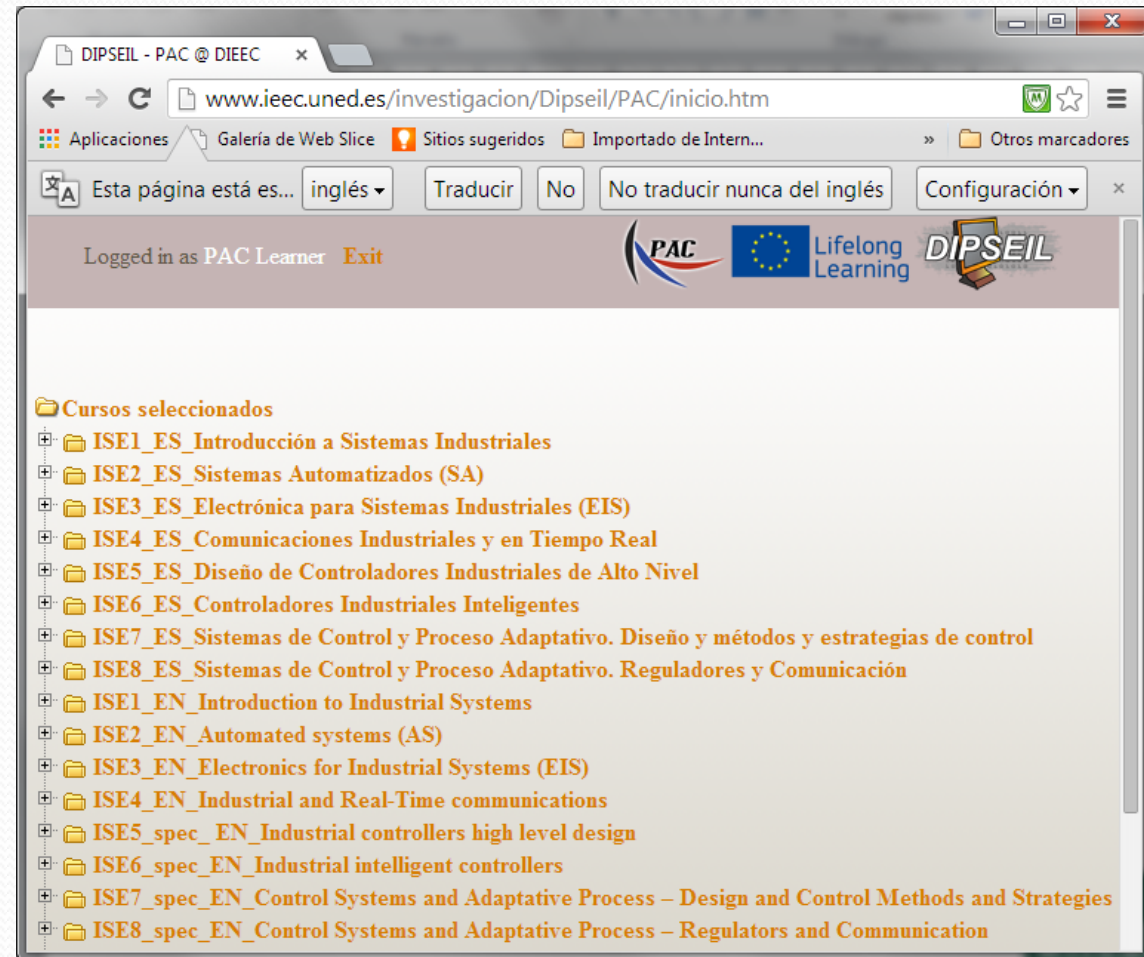 DIPSEIL - PAC @ DIEEC ×
www.ieec.uned.es/investigacion/Dipseil/PAC/inicio.htm
Aplicaciones Galería de Web Slice Sitios sugeridos Importado de Intern... » Otros marcadores
Esta página está es... inglés Traducir No No traducir nunca del inglés Configuración ×
Logged in as PAC Learner Exit PAC Lifelong Learning DIPSEIL
Cursos seleccionados
ISE1_ES_Introducción a Sistemas Industriales
ISE2_ES_Sistemas Automatizados (SA)
ISE3_ES_Electrónica para Sistemas Industriales (EIS)
ISE4_ES_Comunicaciones Industriales y en Tiempo Real
ISE5_ES_Diseño de Controladores Industriales de Alto Nivel
ISE6_ES_Controladores Industriales Inteligentes
ISE7_ES_Sistemas de Control y Proceso Adaptativo. Diseño y métodos y estrategias de control
ISE8_ES_Sistemas de Control y Proceso Adaptativo. Reguladores y Comunicación
ISE1_EN_Introduction to Industrial Systems
ISE2_EN_Automated systems (AS)
ISE3_EN_Electronics for Industrial Systems (EIS)
ISE4_EN_Industrial and Real-Time communications
ISE5_spec_ EN_Industrial controllers high level design
ISE6_spec_EN_Industrial intelligent controllers
ISE7_spec_EN_Control Systems and Adaptative Process – Design and Control Methods and Strategies
ISE8_spec_EN_Control Systems and Adaptative Process – Regulators and Communication